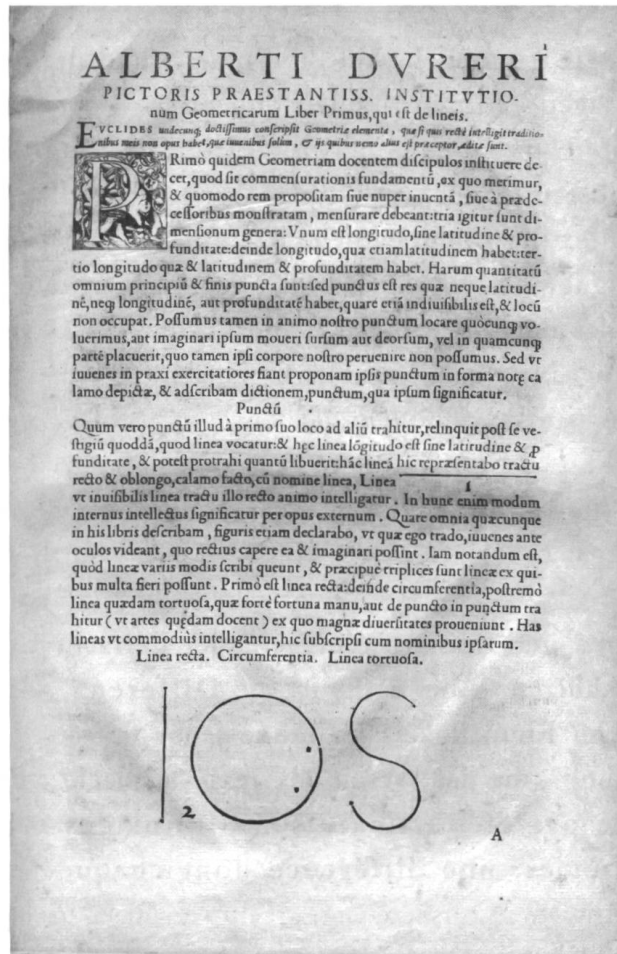 ALBERTI DVRERI
PICTORIS PRAESTANTISS. INSTITVTIO-
num Geometricarum Liber Primus, qui est de lineis.
EVCLIDES undecunq; doctissimus conscripsit Geometriæ elementa, quæ si quis rectè intelligit traditio-
nibus meis non opus habet, quæ iuuenibus solùm, & ijs quibus nemo alius est præceptor, æditæ sunt.
PRimò quidem Geometriam docentem discipulos instituere de
cet, quod sit commensurationis fundamentū, ex quo metimur,
& quomodo rem propositam siue nuper inuentā, siue à præde-
cessoribus monstratam, mensurare debeant: tria igitur sunt di
mensionum genera: Vnum est longitudo, sine latitudine & pro-
funditate: deinde longitudo, qua etiam latitudinem habet: ter-
tio longitudo quæ & latitudinem & profunditatem habet. Harum quantitatū
omnium principiū & finis puncta sunt: sed punctus est res quæ neque latitudi-
nē, neq; longitudinē, aut profunditatē habet, quare etiā indiuisibilis est, & locū
non occupat. Possumus tamen in animo nostro punctum locare quòcunq; vo-
luerimus, aut imaginari ipsum moueri sursum aut deorsum, vel in quamcunq;
partē placuerit, quo tamen ipsi corpore nostro peruenire non possumus. Sed vt
iuuenes in praxi exercitatiores fiant proponam ipsis punctum in forma notę ca
lamo depictæ, & adscribam dictionem, punctum, qua ipsum significatur.
Punctū .
Quum vero punctū illud à primo suo loco ad aliū trahitur, relinquit post se ve-
stigiū quoddā, quod linea vocatur: & hęc linea lōgitudo est sine latitudine & ꝓ
funditate, & potest protrahi quantū libuerit: hāc lineā hic repræsentabo tractu
recto & oblongo, calamo facto, cū nomine linea, Linea
1
vt inuisibilis linea tractu illo recto animo intelligatur. In hunc enim modum
internus intellectus significatur per opus externum. Quare omnia quæcunque
in his libris describam, figuris etiam declarabo, vt quæ ego trado, iuuenes ante
oculos videant, quo rectius capere ea & imaginari possint. Iam notandum est,
quòd lineæ variis modis scribi queunt, & præcipuè triplices sunt lineæ ex qui-
bus multa fieri possunt. Primò est linea recta: deinde circumferentia, postremò
linea quædam tortuosa, quæ fortè fortuna manu, aut de puncto in punctum tra
hitur (vt artes quędam docent) ex quo magnæ diuersitates proueniunt. Has
lineas vt commodiùs intelligantur, hic subscripsi cum nominibus ipsarum.
Linea recta. Circumferentia. Linea tortuosa.
2
A